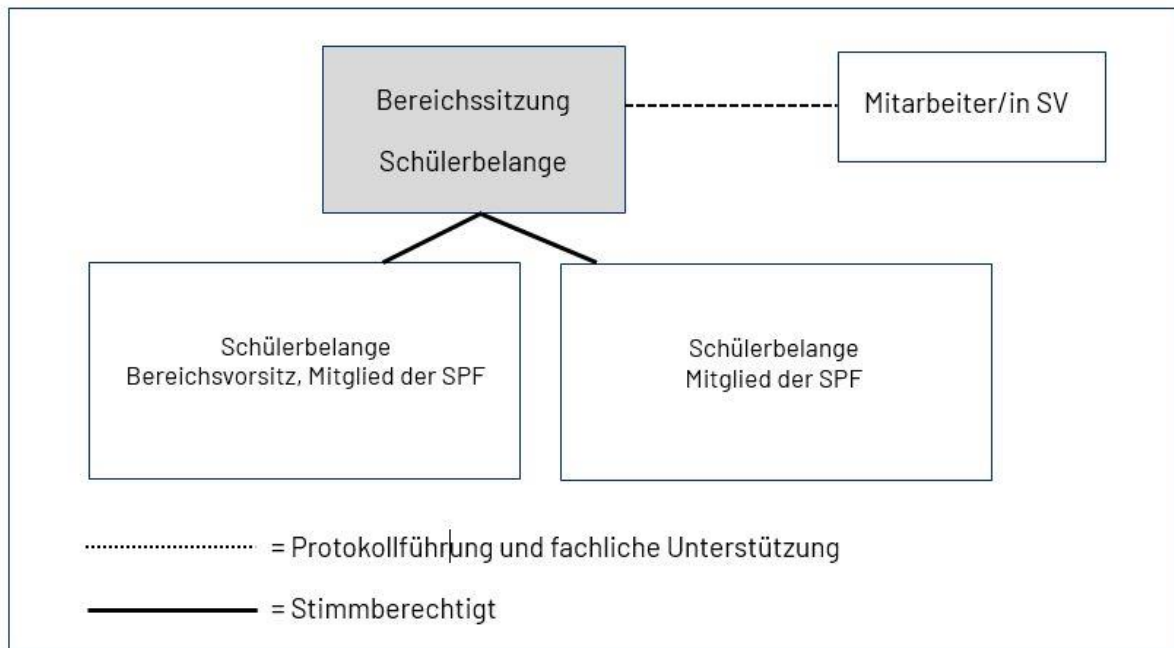 Bereichssitzung
Schülerbelange
Mitarbeiter/in SV
Schülerbelange
Bereichsvorsitz, Mitglied der SPF
Schülerbelange
Mitglied der SPF
= Protokollführung und fachliche Unterstützung
= Stimmberechtigt